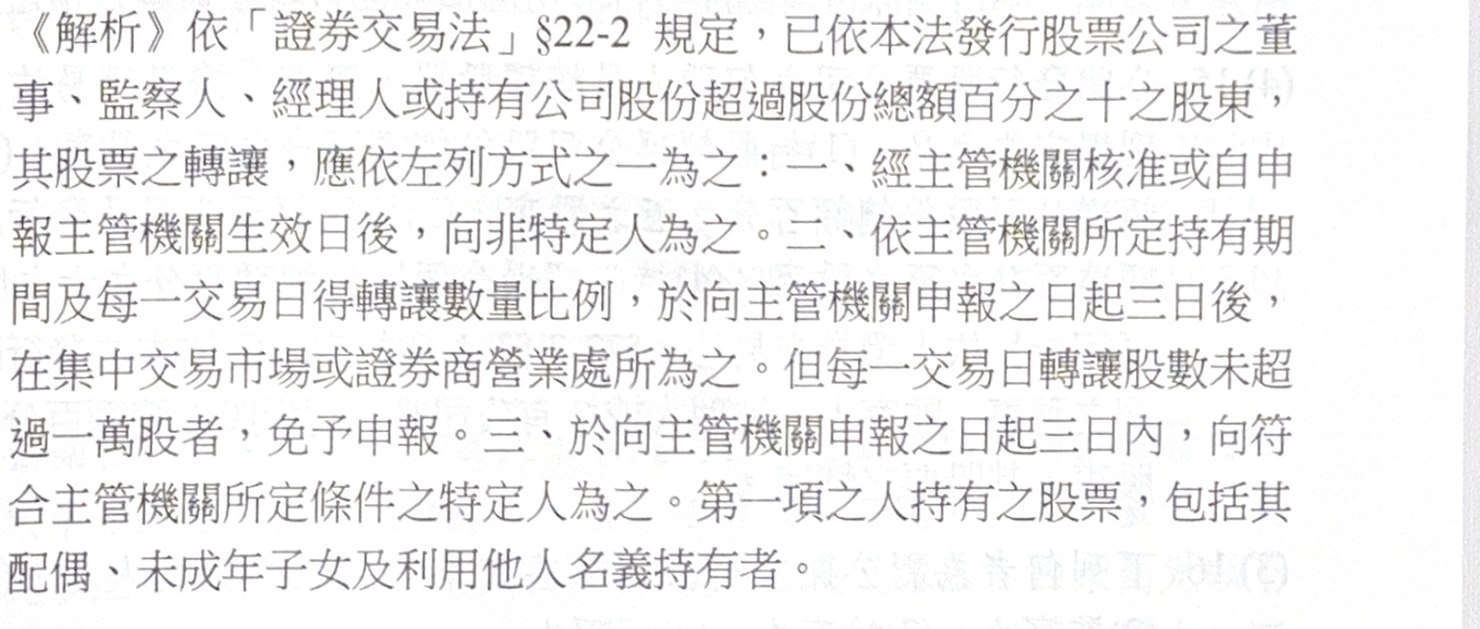 《解析》依「證券交易法」§22-2 規定，已依本法發行股票公司之董
事、監察人、經理人或持有公司股份超過股份總額百分之十之股東，
其股票之轉讓，應依左列方式之一為之：一、經主管機關核准或自申
報主管機關生效日後，向非特定人為之。二、依主管機關所定持有期
間及每一交易日得轉讓數量比例，於向主管機關申報之日起三日後，
在集中交易市場或證券商營業處所為之。但每一交易日轉讓股數未超
過一萬股者，免予申報。三、於向主管機關申報之日起三日內，向符
合主管機關所定條件之特定人為之。第一項之人持有之股票，包括其
配偶、未成年子女及利用他人名義持有者。